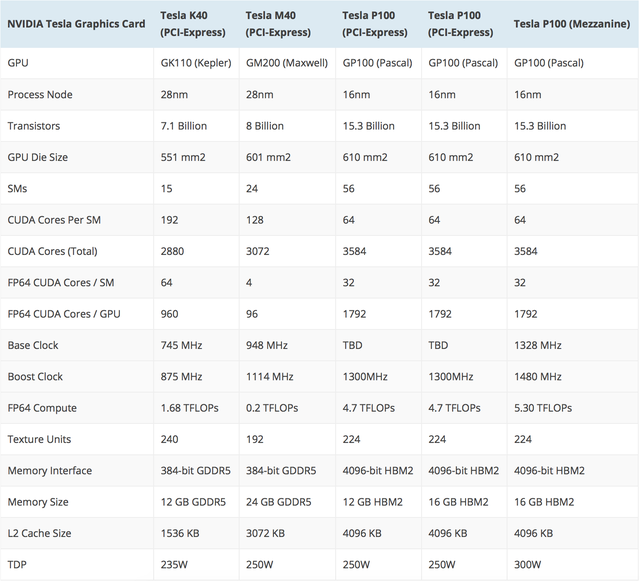 NVIDIA Tesla Graphics Card Tesla K40 (PCI-Express) Tesla M40 (PCI-Express) Tesla P100 (PCI-Express) Tesla P100 (PCI-Express) Tesla P100 (Mezzanine)
GPU GK110 (Kepler) GM200 (Maxwell) GP100 (Pascal) GP100 (Pascal) GP100 (Pascal)
Process Node 28nm 28nm 16nm 16nm 16nm
Transistors 7.1 Billion 8 Billion 15.3 Billion 15.3 Billion 15.3 Billion
GPU Die Size 551 mm2 601 mm2 610 mm2 610 mm2 610 mm2
SMs 15 24 56 56 56
CUDA Cores Per SM 192 128 64 64 64
CUDA Cores (Total) 2880 3072 3584 3584 3584
FP64 CUDA Cores / SM 64 4 32 32 32
FP64 CUDA Cores / GPU 960 96 1792 1792 1792
Base Clock 745 MHz 948 MHz TBD TBD 1328 MHz
Boost Clock 875 MHz 1114 MHz 1300MHz 1300MHz 1480 MHz
FP64 Compute 1.68 TFLOPs 0.2 TFLOPs 4.7 TFLOPs 4.7 TFLOPs 5.30 TFLOPs
Texture Units 240 192 224 224 224
Memory Interface 384-bit GDDR5 384-bit GDDR5 4096-bit HBM2 4096-bit HBM2 4096-bit HBM2
Memory Size 12 GB GDDR5 24 GB GDDR5 12 GB HBM2 16 GB HBM2 16 GB HBM2
L2 Cache Size 1536 KB 3072 KB 4096 KB 4096 KB 4096 KB
TDP 235W 250W 250W 250W 300W